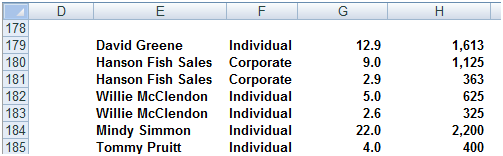 D E F G H
178
179 David Greene Individual 12.9 1,613
180 Hanson Fish Sales Corporate 9.0 1,125
181 Hanson Fish Sales Corporate 2.9 363
182 Willie McClendon Individual 5.0 625
183 Willie McClendon Individual 2.6 325
184 Mindy Simmon Individual 22.0 2,200
185 Tommy Pruitt Individual 4.0 400